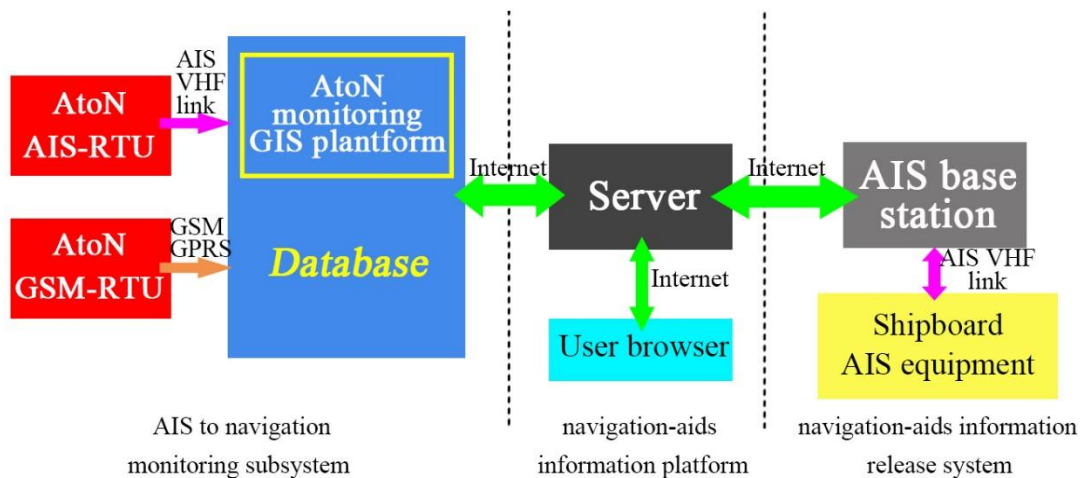 AtoN
AIS-RTU
AIS
VHF
link
AtoN
monitoring
GIS plantform
AtoN
GSM-RTU
GSM
GPRS
Database
Internet
Server
Internet
User browser
Internet
AIS base
station
AIS VHF
link
Shipboard
AIS equipment
AIS to navigation
monitoring subsystem
navigation-aids
information platform
navigation-aids information
release system